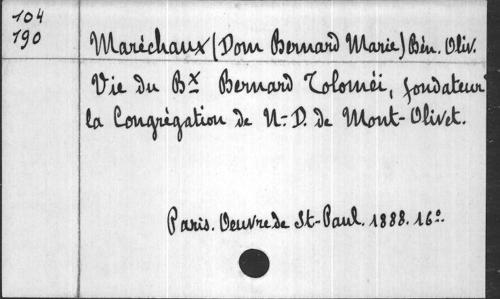 104
190
Maréchaux (Dom Bernard Marie) Bén. Oliv.
Vie du Bx Bernard Toloméi, fondateur
la Congrégation de N-D. de Mont-Olivet.
Paris. Oeuvre de St-Paul. 1888. 16°.